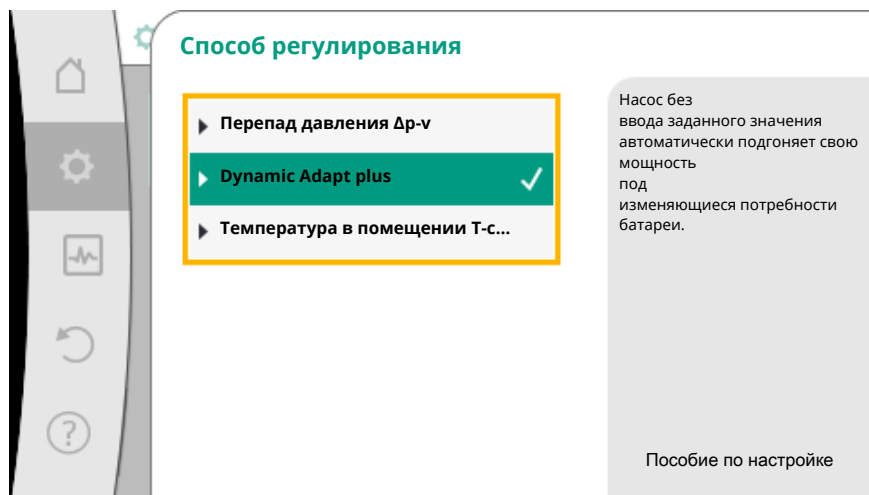 Способ регулирования
Перепад давления Δp-v
Dynamic Adapt plus
Температура в помещении T-c...
Насос без
ввода заданного значения
автоматически подгоняет свою
мощность
под
изменяющиеся потребности
батареи.
Пособие по настройке
?